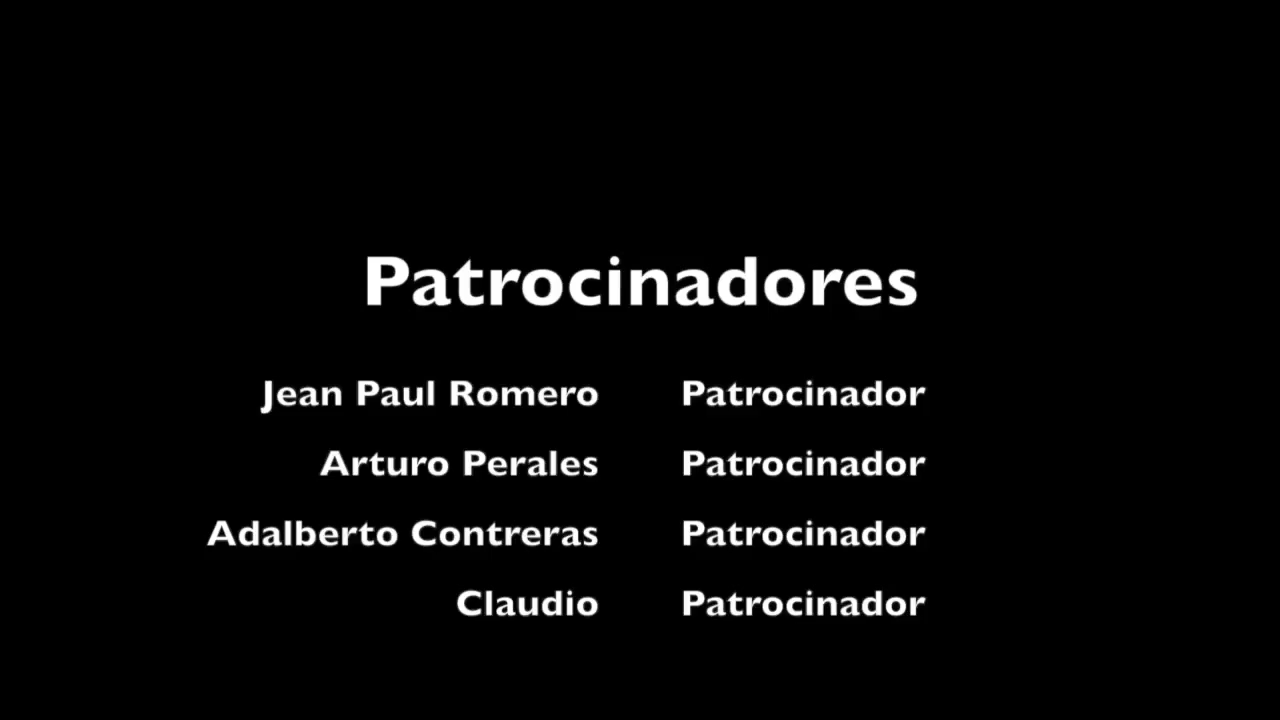 Patrocinadores
Jean Paul Romero Patrocinador
Arturo Perales Patrocinador
Adalberto Contreras Patrocinador
Claudio Patrocinador